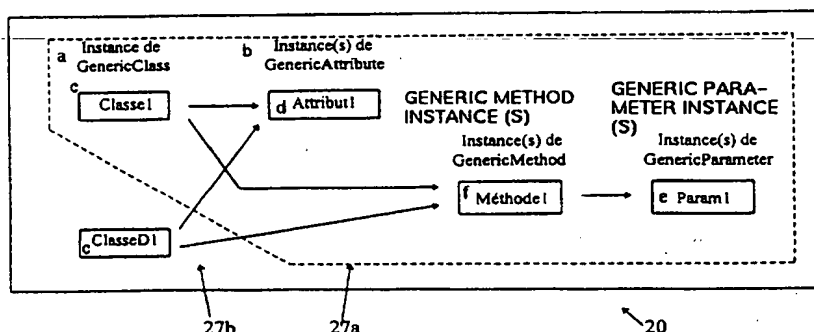 a Instance de
GenericClass
b Instance(s) de
GenericAttribute
c
Classe1
d Attribut1
GENERIC METHOD
INSTANCE (S)
GENERIC PARA-
METER INSTANCE
(S)
Instance(s) de
GenericMethod
Instance(s) de
GenericParameter
f Méthode1
e Param1
c ClasseD1
27b
27a
20